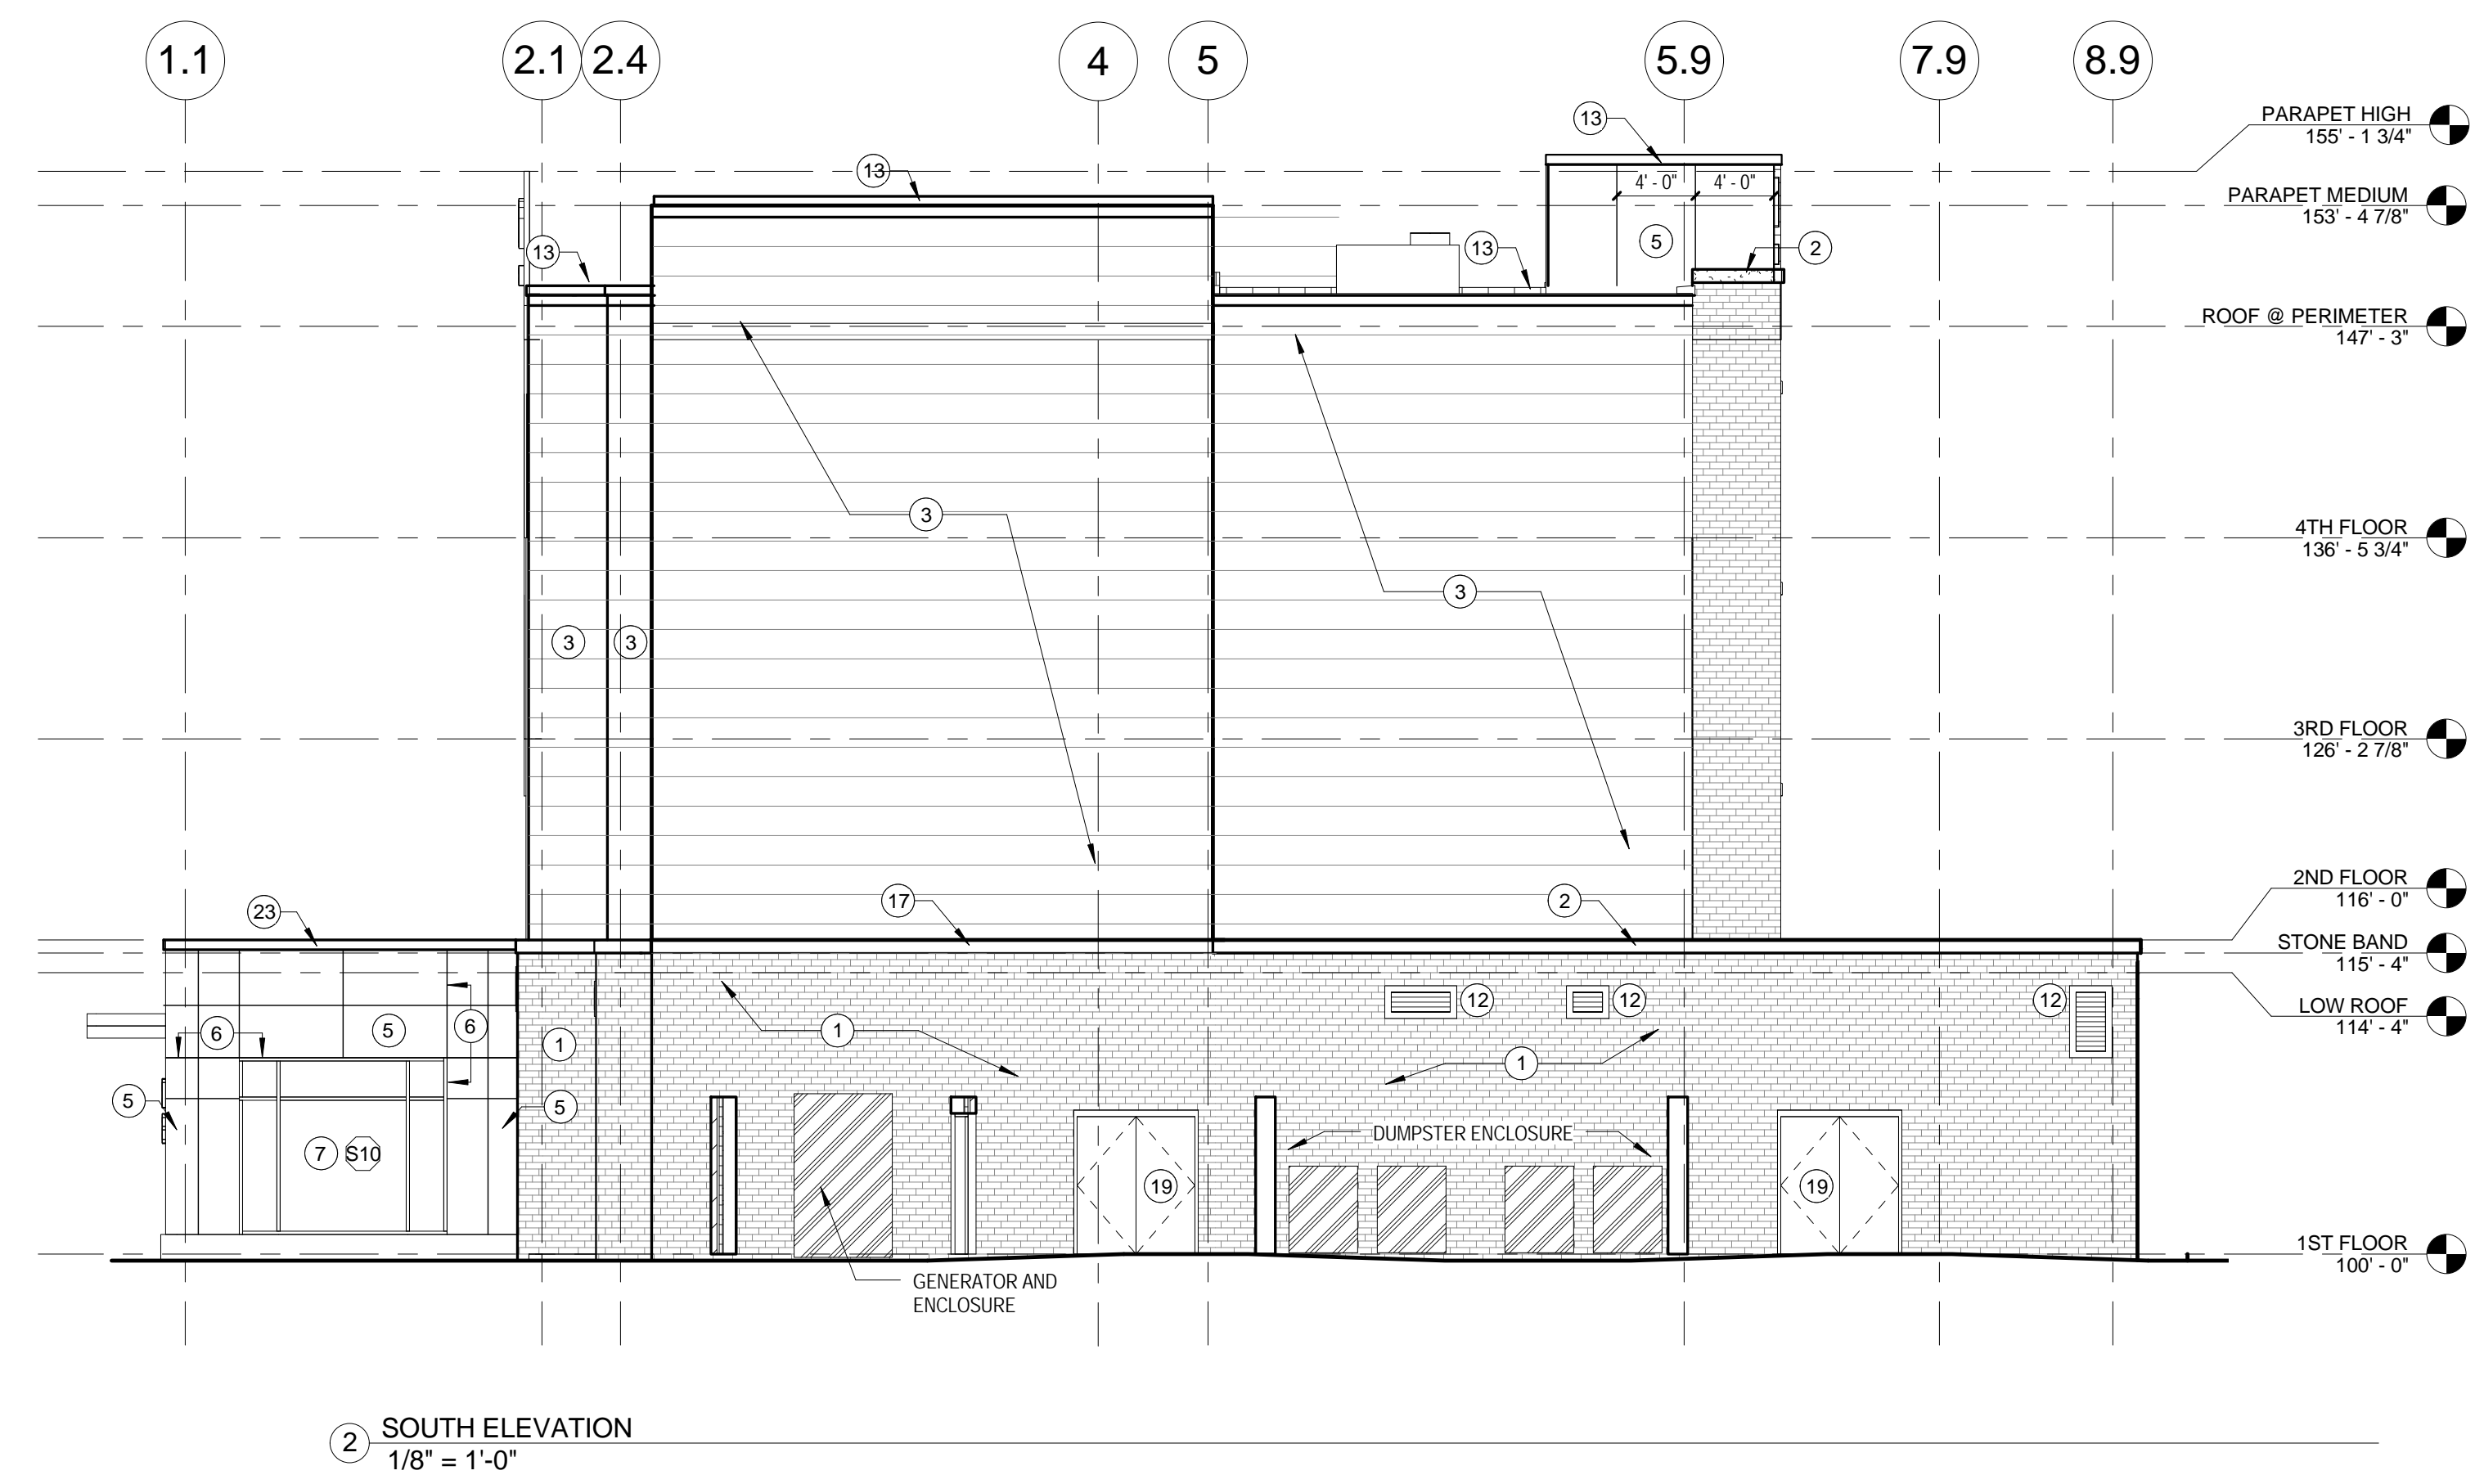 1.1
2.1
2.4
4
5
5.9
7.9
8.9
PARAPET HIGH
155' - 1 3/4"
13
13
4' - 0"
4' - 0"
PARAPET MEDIUM
153' - 4 7/8"
13
13
5
2
ROOF @ PERIMETER
147' - 3"
3
4TH FLOOR
136' - 5 3/4"
3
3
3
3RD FLOOR
126' - 2 7/8"
2ND FLOOR
116' - 0"
23
17
2
STONE BAND
115' - 4"
12
12
12
LOW ROOF
114' - 4"
6
5
6
1
1
1
5
5
DUMPSTER ENCLOSURE
7
S10
19
19
1ST FLOOR
100' - 0"
GENERATOR AND
ENCLOSURE
2
SOUTH ELEVATION
1/8" = 1'-0"